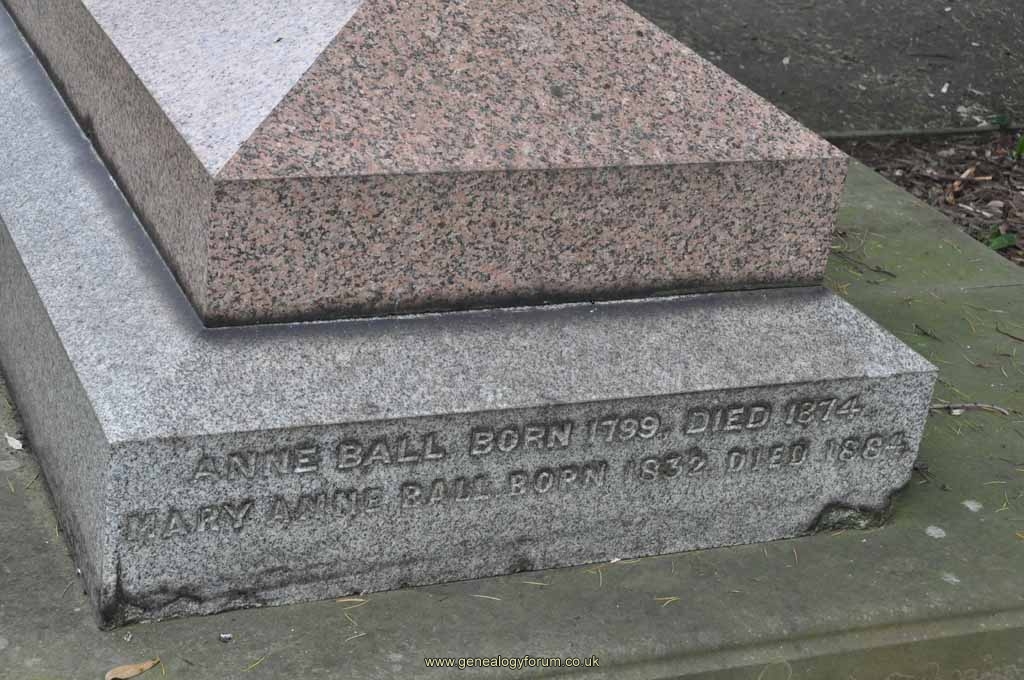 ANNE BALL BORN 1799. DIED 1874.
MARY ANNE BALL BORN 1832 DIED 1884.
www.genealogyforum.co.uk